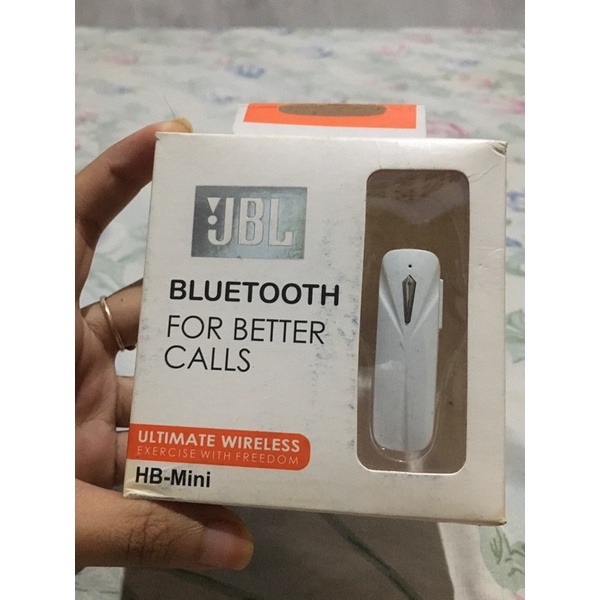 JBL
BLUETOOTH
FOR BETTER
CALLS
ULTIMATE WIRELESS
EXERCISE WITH FREEDOM
HB-Mini